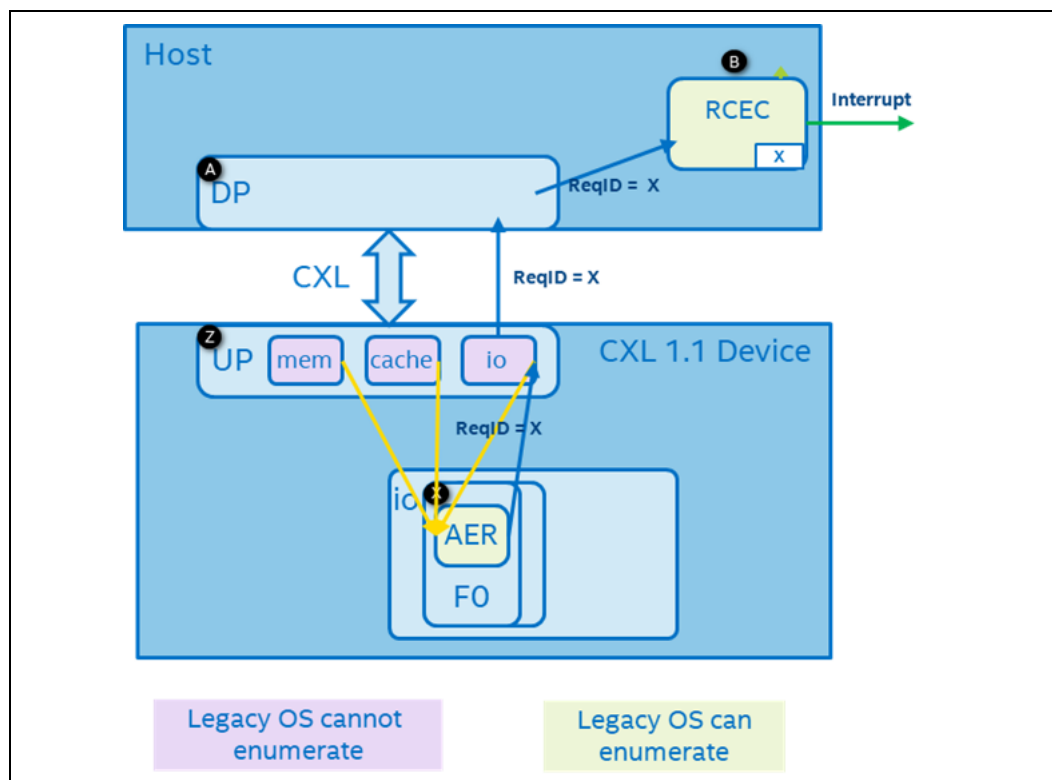 Host
B
RCEC
Interrupt
X
A
DP
ReqID = X
CXL
ReqID = X
Z
UP
mem
cache
io
CXL 1.1 Device
ReqID = X
io
X
AER
F0
Legacy OS cannot
enumerate
Legacy OS can
enumerate